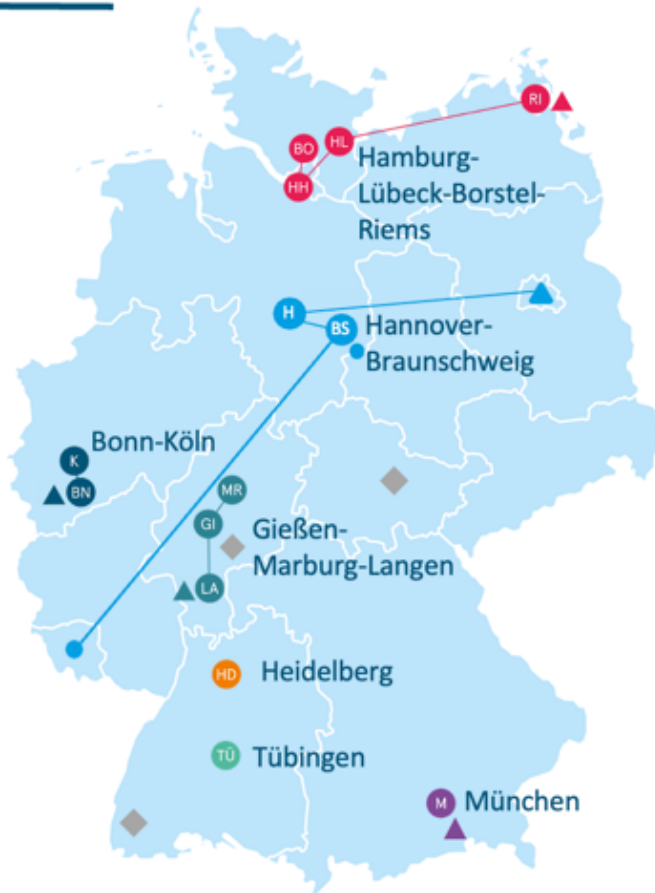 RI
HL
BO
HH
Hamburg-
Lübeck-Borstel-
Riems
H
BS
Hannover-
Braunschweig
Bonn-Köln
K
BN
MR
GI
Gießen-
Marburg-Langen
LA
HD
Heidelberg
TÜ
Tübingen
M
München